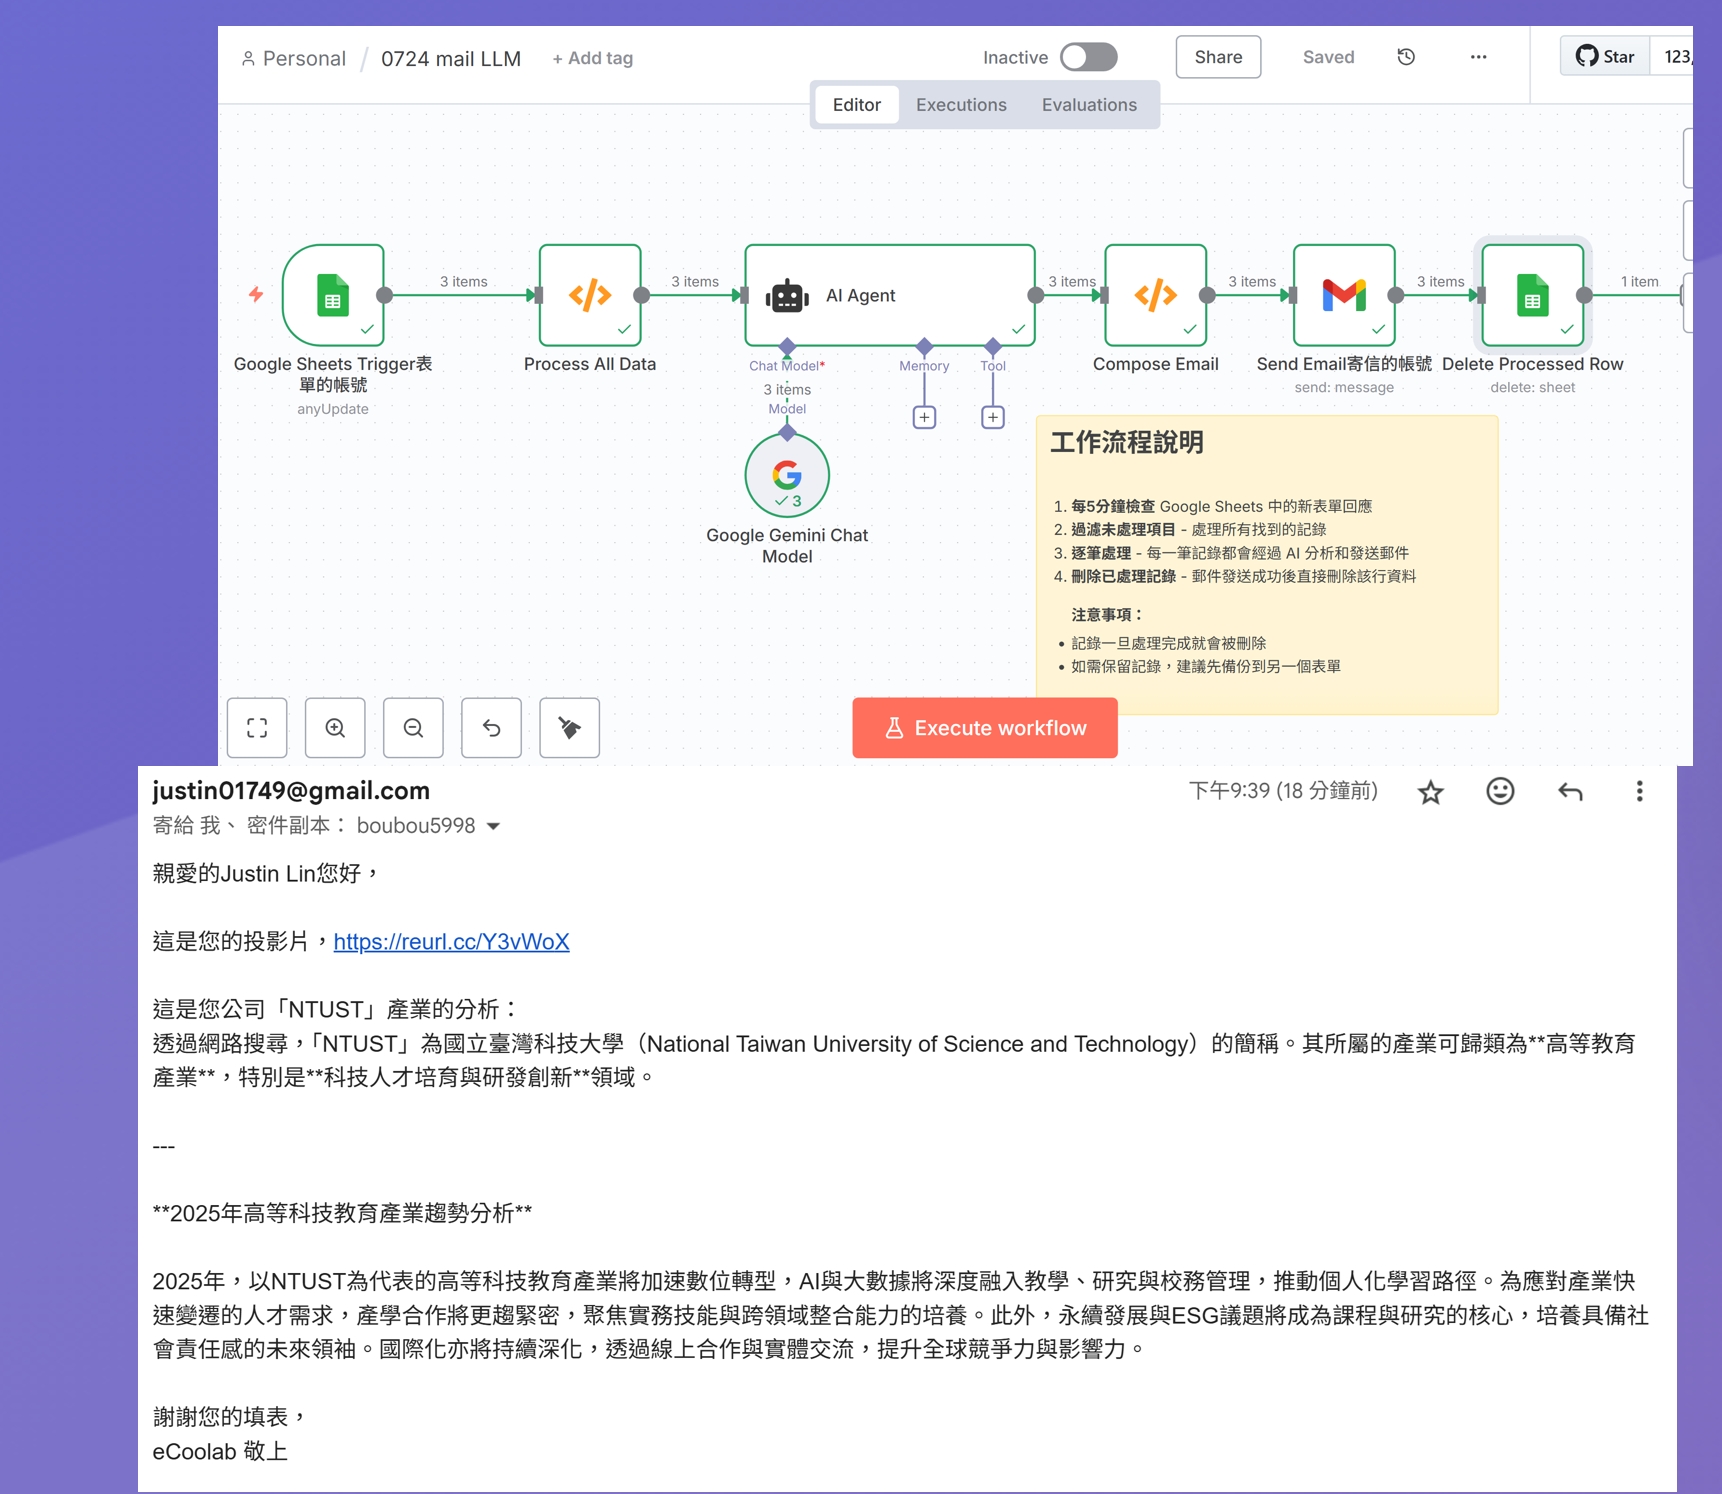 Personal / 0724 mail LLM + Add tag
Inactive
Share
Saved
Star
123,
Editor Executions Evaluations
3 items
3 items
3 items
3 items
3 items
1 item
AI Agent
Google Sheets Trigger表
單的帳號
anyUpdate
Process All Data
Chat Model*
3 items
Model
Memory
Tool
Compose Email
Send Email寄信的帳號
send: message
Delete Processed Row
delete: sheet
3
Google Gemini Chat
Model
工作流程說明
1. 每5分鐘檢查 Google Sheets 中的新表單回應
2. 過濾未處理項目 - 處理所有找到的記錄
3. 逐筆處理 - 每一筆記錄都會經過 AI 分析和發送郵件
4. 刪除已處理記錄 - 郵件發送成功後直接刪除該行資料
注意事項：
• 記錄一旦處理完成就會被刪除
• 如需保留記錄，建議先備份到另一個表單
Execute workflow
justin01749@gmail.com
下午9:39 (18 分鐘前)
寄給 我、 密件副本： boubou5998
親愛的Justin Lin您好，
這是您的投影片，https://reurl.cc/Y3vWoX
這是您公司「NTUST」產業的分析：
透過網路搜尋，「NTUST」為國立臺灣科技大學（National Taiwan University of Science and Technology）的簡稱。其所屬的產業可歸類為**高等教育
產業**，特別是**科技人才培育與研發創新**領域。
---
**2025年高等科技教育產業趨勢分析**
2025年，以NTUST為代表的高等科技教育產業將加速數位轉型，AI與大數據將深度融入教學、研究與校務管理，推動個人化學習路徑。為應對產業快
速變遷的人才需求，產學合作將更趨緊密，聚焦實務技能與跨領域整合能力的培養。此外，永續發展與ESG議題將成為課程與研究的核心，培養具備社
會責任感的未來領袖。國際化亦將持續深化，透過線上合作與實體交流，提升全球競爭力與影響力。
謝謝您的填表，
eCoolab 敬上